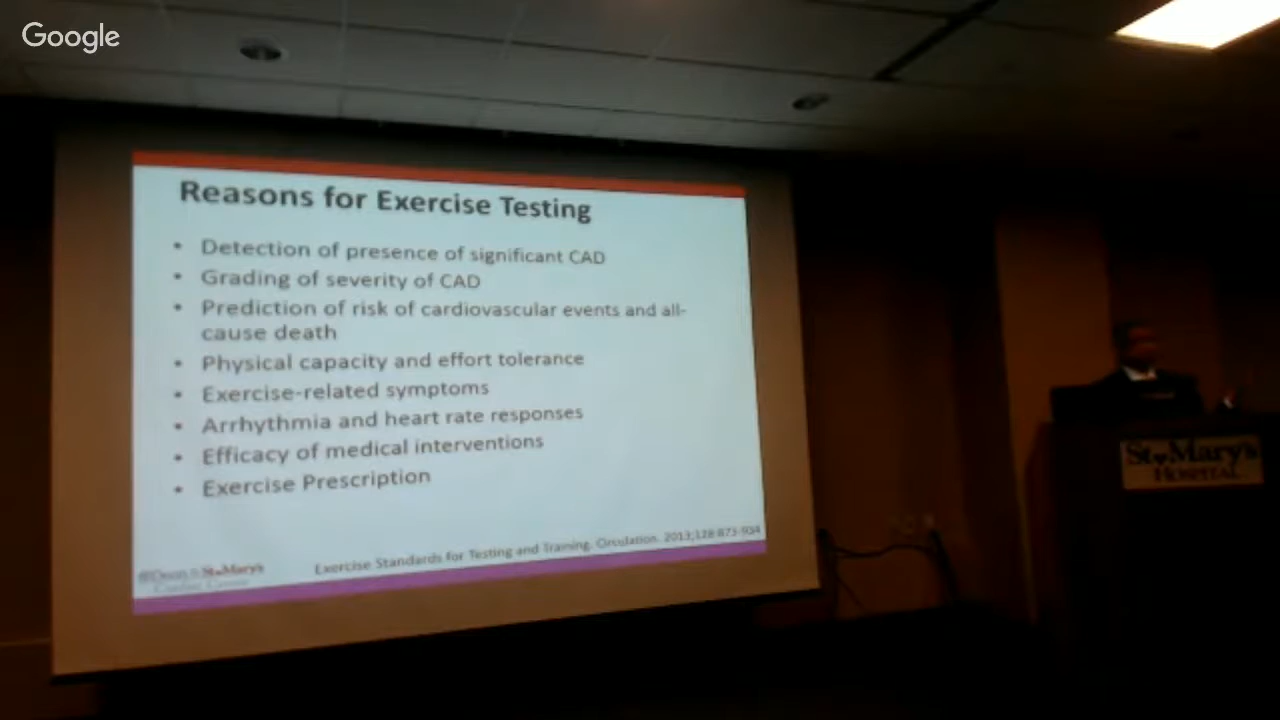 Google
Reasons for Exercise Testing
• Detection of presence of significant CAD
• Grading of severity of CAD
• Prediction of risk of cardiovascular events and all-
cause death
• Physical capacity and effort tolerance
• Exercise-related symptoms
• Arrhythmia and heart rate responses
• Efficacy of medical interventions
• Exercise Prescription
Exercise Standards for Testing and Training. Circulation. 2013;128-873-934
St. Mary's
St. Mary's
HOSPITAL